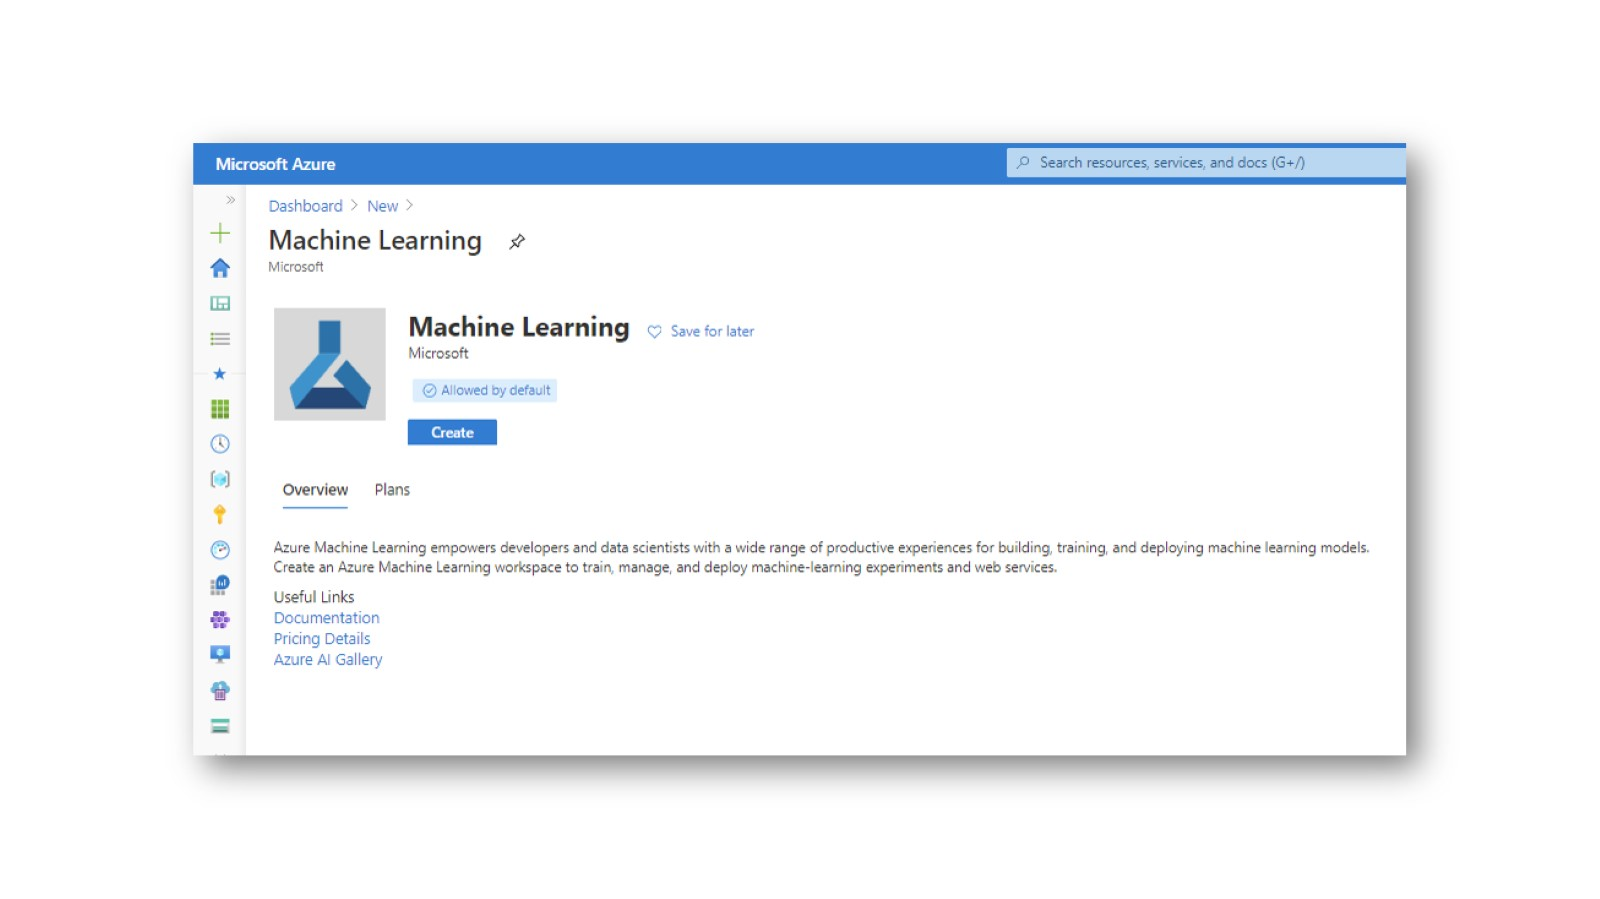 Microsoft Azure
Search resources, services, and docs (G+/)
Dashboard > New >
Machine Learning
Microsoft
Machine Learning
Save for later
Microsoft
Allowed by default
Create
Overview Plans
Azure Machine Learning empowers developers and data scientists with a wide range of productive experiences for building, training, and deploying machine learning models.
Create an Azure Machine Learning workspace to train, manage, and deploy machine-learning experiments and web services.
Useful Links
Documentation
Pricing Details
Azure AI Gallery